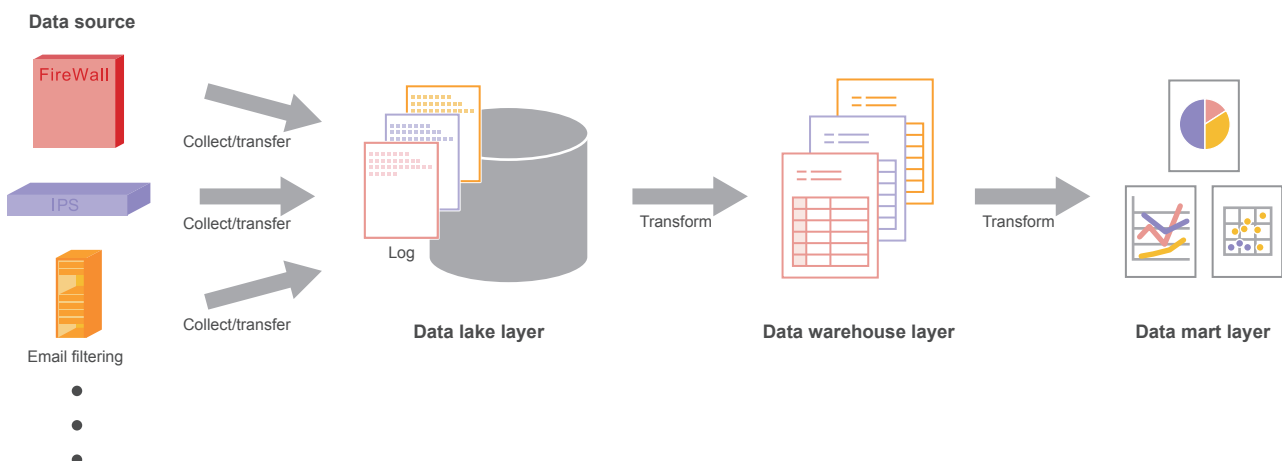 Data source
FireWall
Collect/transfer
IPS
Collect/transfer
Email filtering
Collect/transfer
Log
Data lake layer
Transform
Data warehouse layer
Transform
Data mart layer